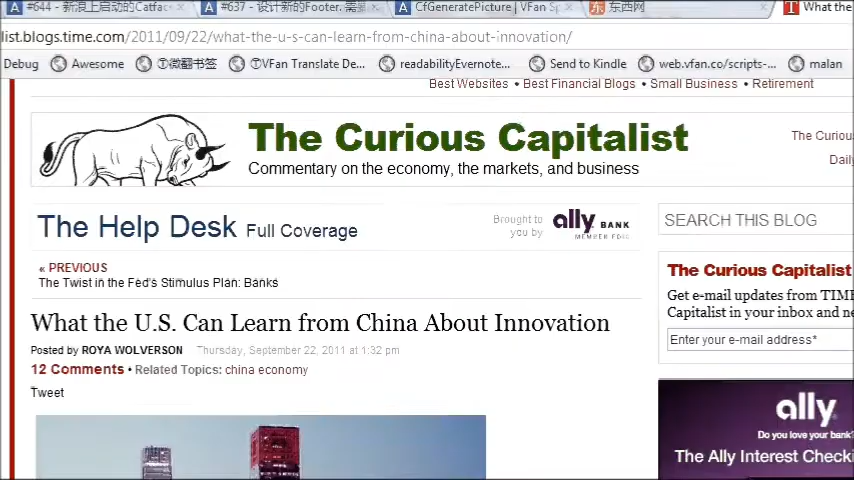 #644 - 新浪上启动的Catfac
#637 - 设计新的Footer. 需
CfGeneratePicture | VFan Sp
东西网
What the
list.blogs.time.com/2011/09/22/what-the-u-s-can-learn-from-china-about-innovation/
Debug Awesome ①微翻书签 ①VFan Translate De... readabilityEvernote... Send to Kindle web.vfan.co/scripts-... malan
Best Websites • Best Financial Blogs • Small Business • Retirement
The Curious Capitalist
Commentary on the economy, the markets, and business
The Curiou
Daily
The Help Desk Full Coverage
Brought to
you by
ally BANK
MEMBER FDIC
SEARCH THIS BLOG
« PREVIOUS
The Twist in the Fed's Stimulus Plan: Banks
The Curious Capitalist
Get e-mail updates from TIME
Capitalist in your inbox and ne
Enter your e-mail address*
What the U.S. Can Learn from China About Innovation
Posted by ROYA WOLVERSON Thursday, September 22, 2011 at 1:32 pm
12 Comments • Related Topics: china economy
Tweet
ally
Do you love your bank?
The Ally Interest Checki